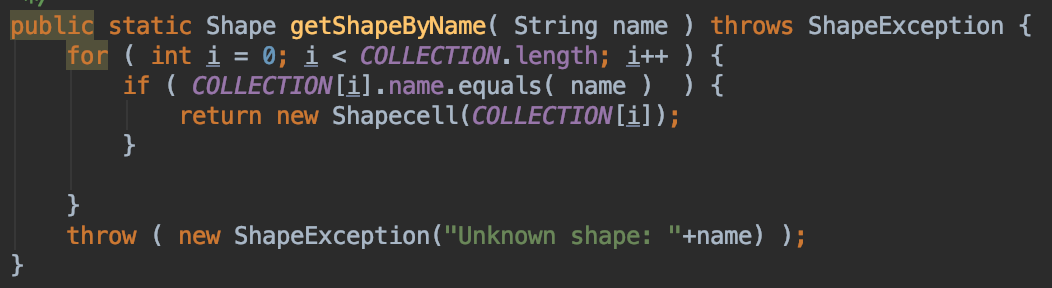 */
public static Shape getShapeByName( String name ) throws ShapeException {
    for ( int i = 0; i < COLLECTION.length; i++ ) {
        if ( COLLECTION[i].name.equals( name )  ) {
            return new Shapecell(COLLECTION[i]);
        }

    }
    throw ( new ShapeException("Unknown shape: "+name) );
}